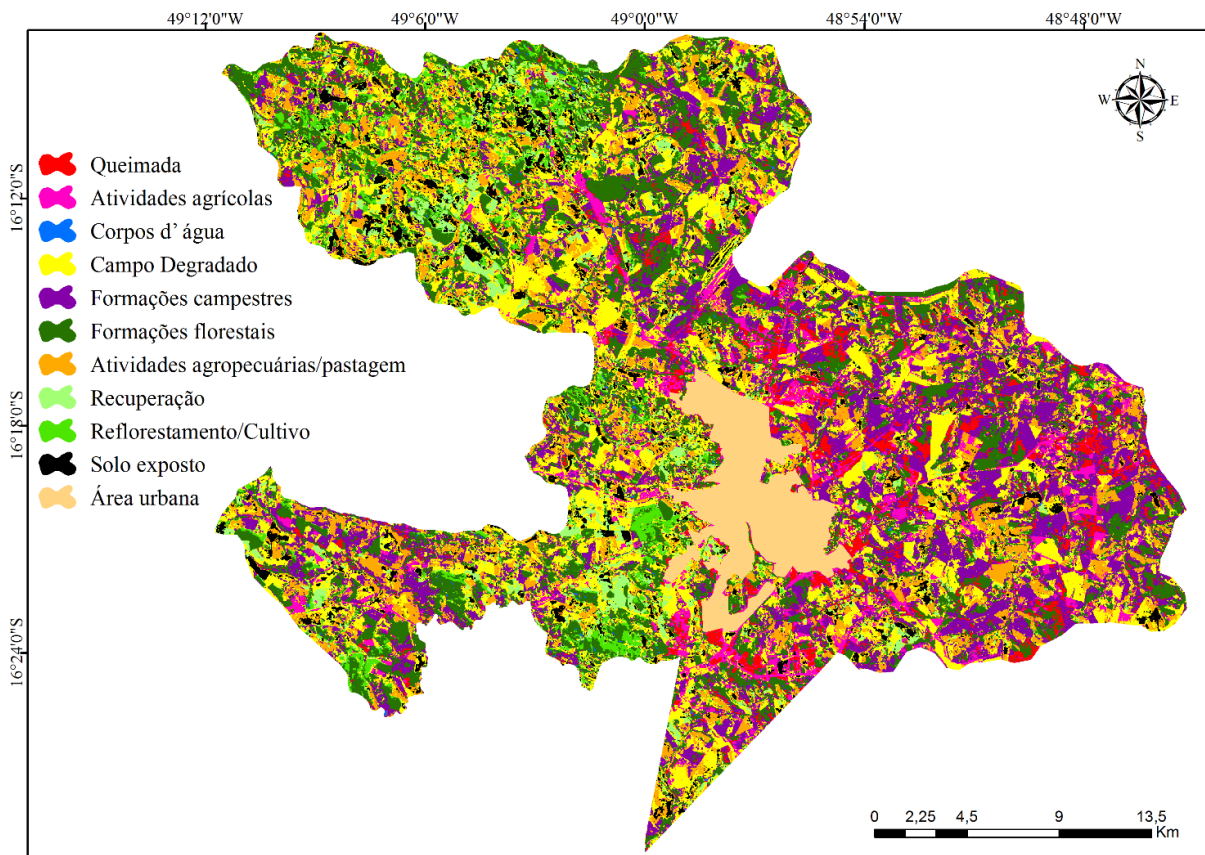 49°12'0"W 49°6'0"W 49°0'0"W 48°54'0"W 48°48'0"W
N
W E
S
16°12'0"S
16°18'0"S
16°24'0"S
Queimada
Atividades agrícolas
Corpos d' água
Campo Degradado
Formações campestres
Formações florestais
Atividades agropecuárias/pastagem
Recuperação
Reflorestamento/Cultivo
Solo exposto
Área urbana
0 2,25 4,5 9 13,5
Km